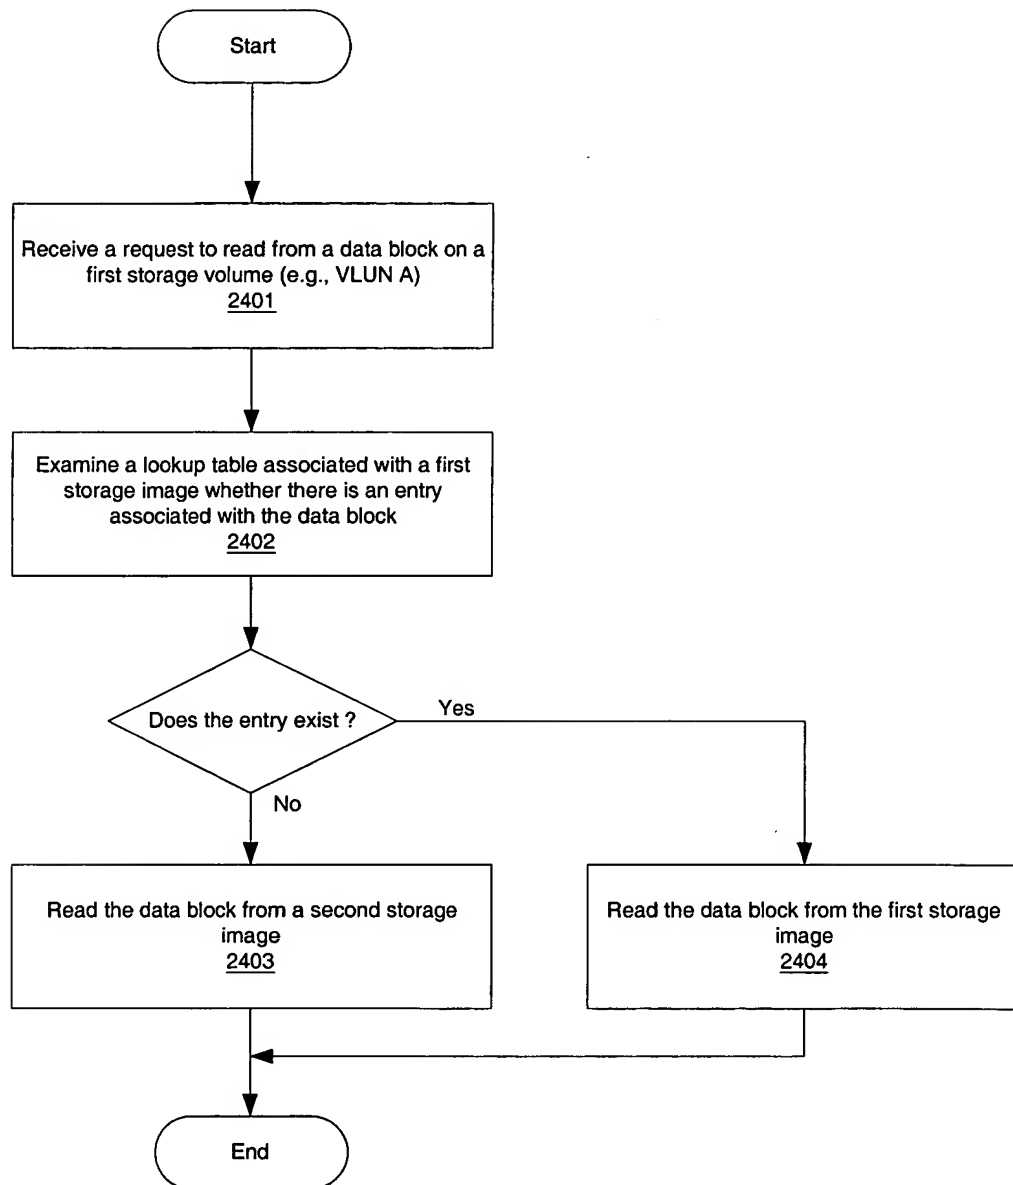 Start
Receive a request to read from a data block on a
first storage volume (e.g., VLUN A)
2401
Examine a lookup table associated with a first
storage image whether there is an entry
associated with the data block
2402
Does the entry exist ?
Yes
No
Read the data block from a second storage
image
2403
Read the data block from the first storage
image
2404
End